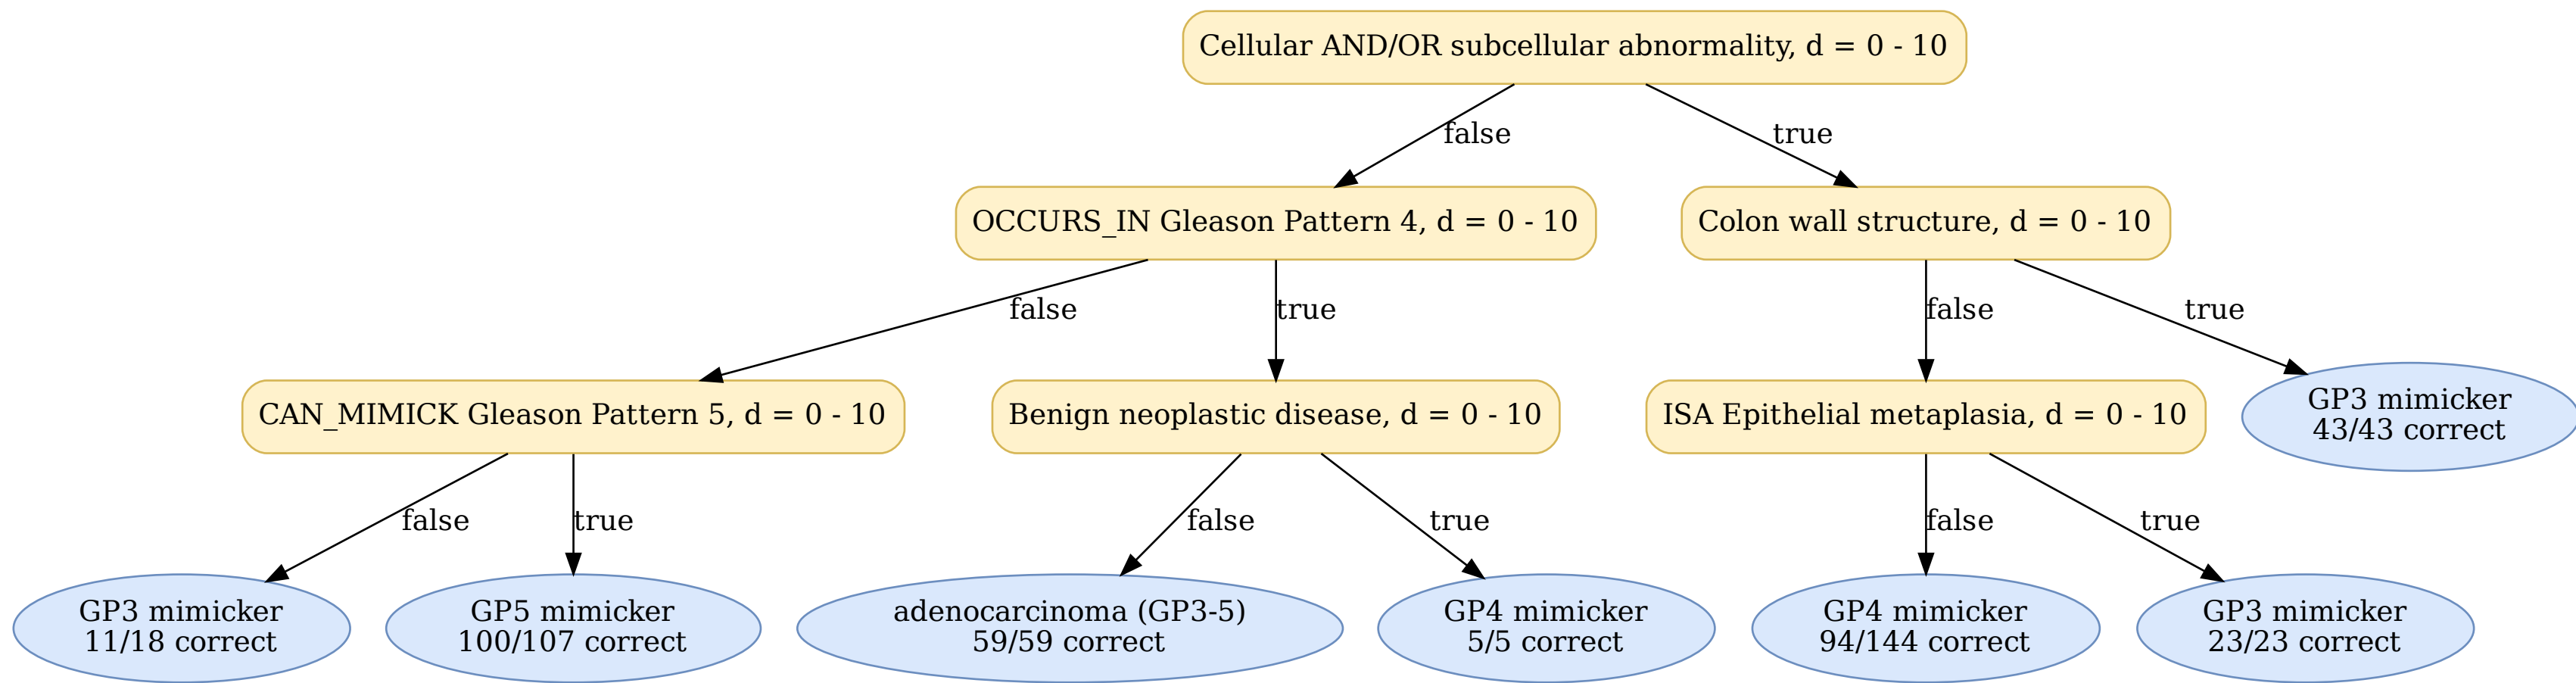 Cellular AND/OR subcellular abnormality, d = 0 - 10
false
true
OCCURS_IN Gleason Pattern 4, d = 0 - 10
Colon wall structure, d = 0 - 10
false
true
false
true
CAN_MIMICK Gleason Pattern 5, d = 0 - 10
Benign neoplastic disease, d = 0 - 10
ISA Epithelial metaplasia, d = 0 - 10
GP3 mimicker
43/43 correct
false
true
false
true
false
true
GP3 mimicker
11/18 correct
GP5 mimicker
100/107 correct
adenocarcinoma (GP3-5)
59/59 correct
GP4 mimicker
5/5 correct
GP4 mimicker
94/144 correct
GP3 mimicker
23/23 correct